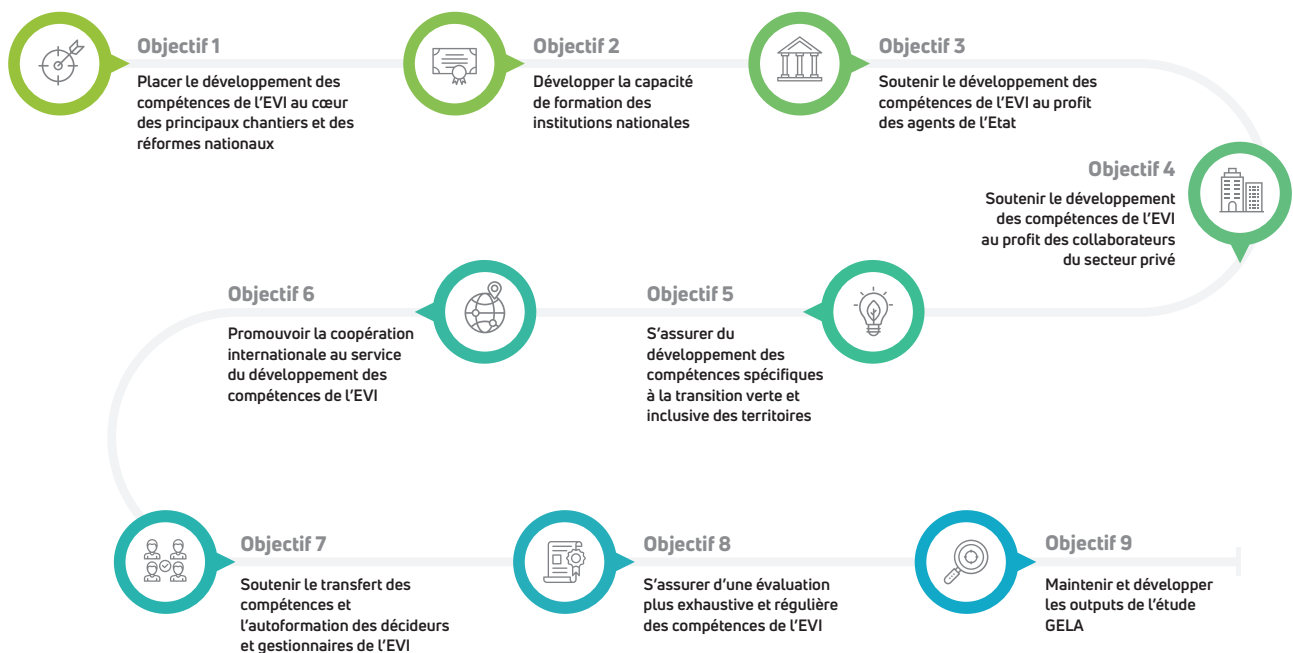 Objectif 1
Placer le développement des
compétences de l'EVI au cœur
des principaux chantiers et des
réformes nationaux
Objectif 2
Développer la capacité
de formation des
institutions nationales
Objectif 3
Soutenir le développement des
compétences de l'EVI au profit
des agents de l'Etat
Objectif 4
Soutenir le développement
des compétences de l'EVI
au profit des collaborateurs
du secteur privé
Objectif 5
S'assurer du
développement des
compétences spécifiques
à la transition verte et
inclusive des territoires
Objectif 6
Promouvoir la coopération
internationale au service
du développement des
compétences de l'EVI
Objectif 7
Soutenir le transfert des
compétences et
l'autoformation des décideurs
et gestionnaires de l'EVI
Objectif 8
S'assurer d'une évaluation
plus exhaustive et régulière
des compétences de l'EVI
Objectif 9
Maintenir et développer
les outputs de l'étude
GELA